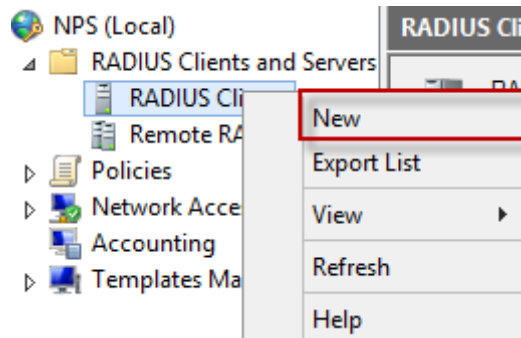 NPS (Local)
RADIUS Clients and Servers
RADIUS Cli
Remote RA
Policies
Network Acce
Accounting
Templates Ma
RADIUS Cli
New
Export List
View
Refresh
Help